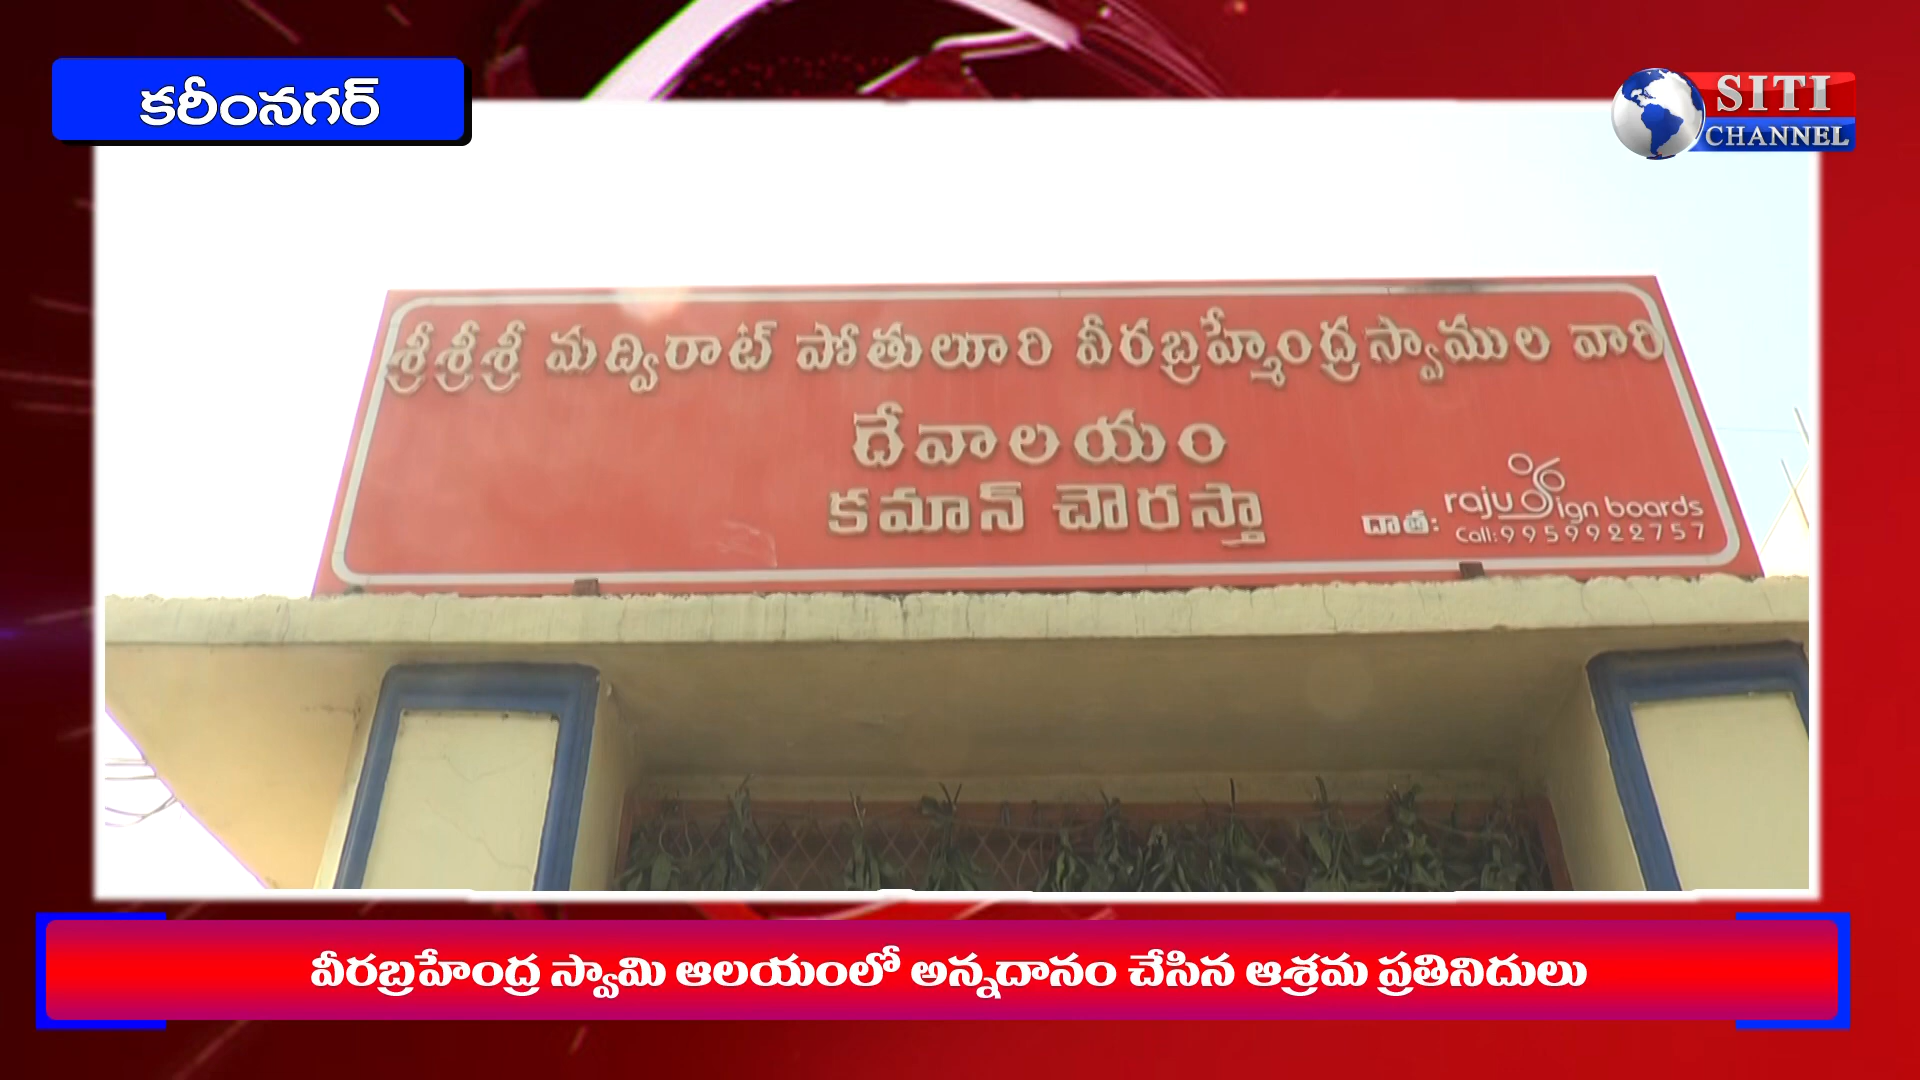 కరీంనగర్
SITI
CHANNEL
శ్రీశ్రీశ్రీ మద్విరాట్ పోతులూరి వీరబ్రహ్మేంద్రస్వాముల వారి
దేవాలయం
కమాన్ చౌరస్తా
దాత: raju Sign boards
Call:9959922757
వీరబ్రహేంద్ర స్వామి ఆలయంలో అన్నదానం చేసిన ఆశ్రమ ప్రతినిదులు